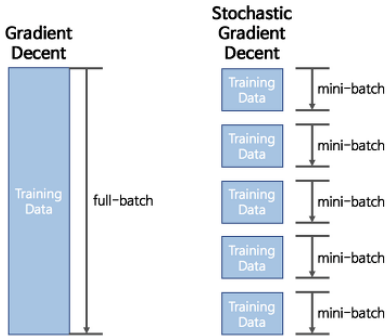 Gradient
Decent
Training
Data
full-batch
Stochastic
Gradient
Decent
Training
Data
mini-batch
Training
Data
mini-batch
Training
Data
mini-batch
Training
Data
mini-batch
Training
Data
mini-batch